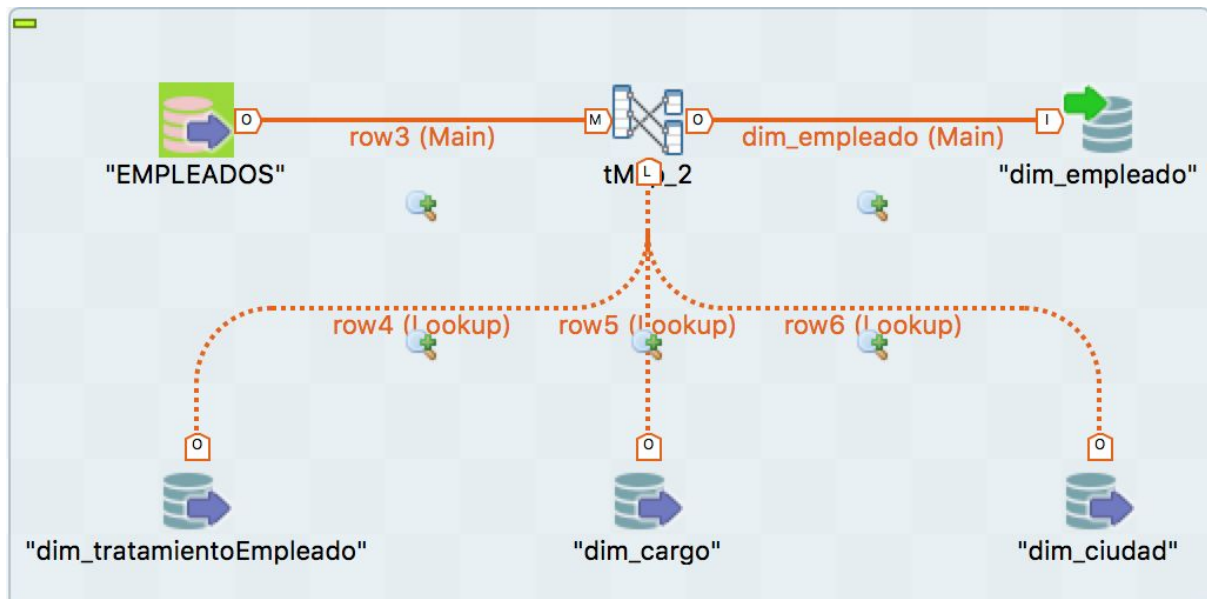 O
row3 (Main)
M
O
dim_empleado (Main)
I
"EMPLEADOS"
L
"dim_empleado"
row4 (Lookup)
row5 (Lookup)
row6 (Lookup)
O
O
O
"dim_tratamientoEmpleado"
"dim_cargo"
"dim_ciudad"